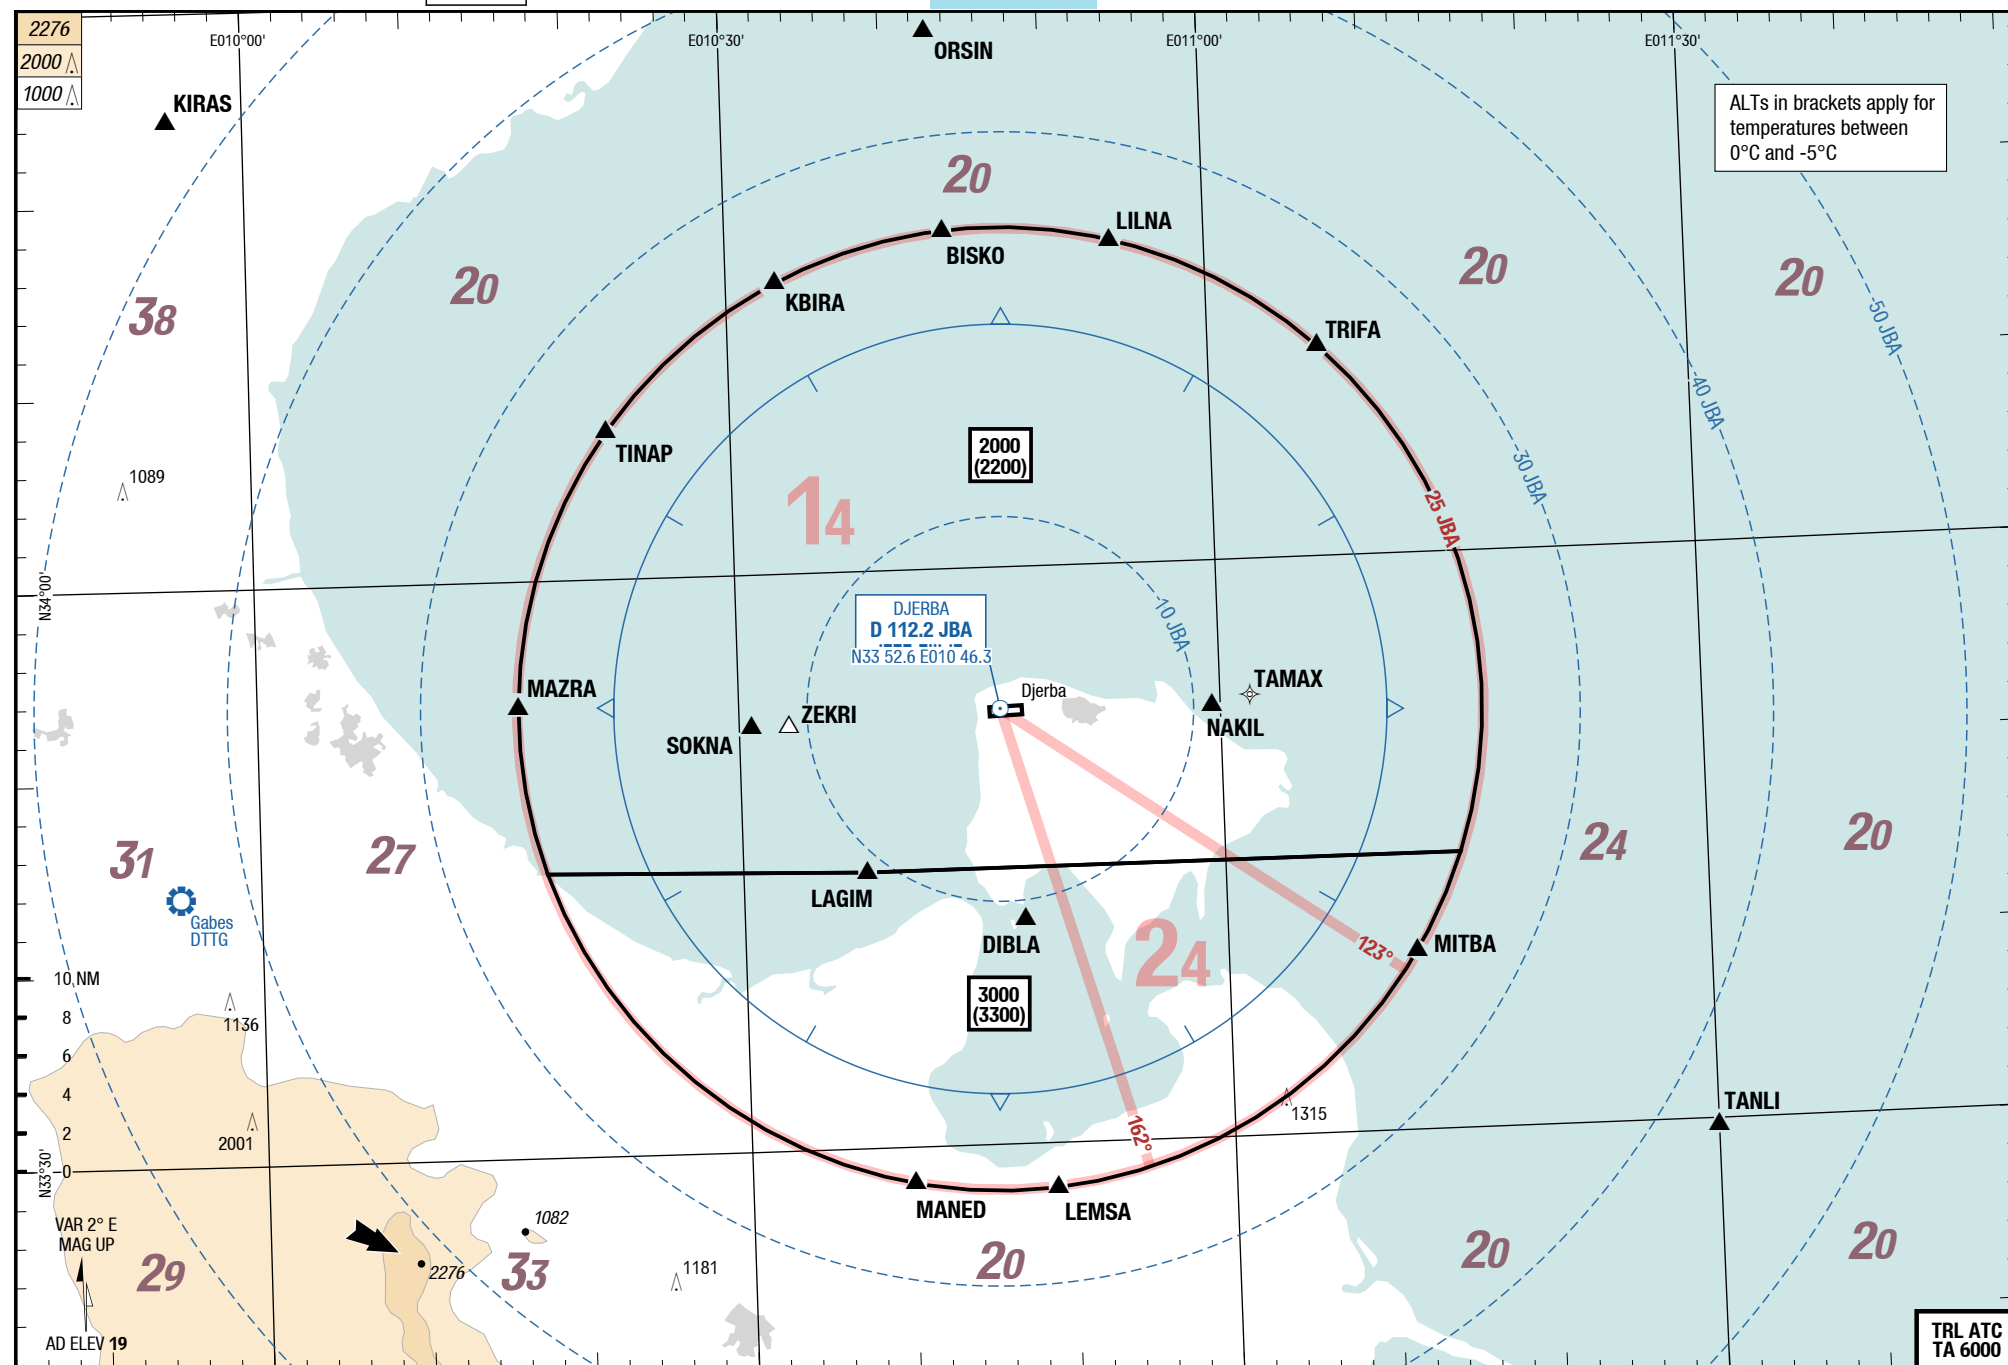 2276
2000
1000
E010°00'
E010°30'
E011°00'
E011°30'
ORSIN
KIRAS
ALTs in brackets apply for
temperatures between
0°C and -5°C
20
LILNA
BISKO
20
20
20
38
KBIRA
50 JBA
TRIFA
40 JBA
TINAP
2000
(2200)
30 JBA
1089
14
25 JBA
N34°00'
DJERBA
D 112.2 JBA
N33 52.6 E010 46.3
10 JBA
MAZRA
Djerba
TAMAX
ZEKRI
NAKIL
SOKNA
31
27
24
20
LAGIM
Gabes
DTTG
DIBLA
24
123°
MITBA
10 NM
3000
(3300)
1136
8
6
4
2
0
2001
1315
TANLI
162°
N33°30'
MANED
LEMSA
VAR 2° E
MAG UP
1082
2276
29
33
1181
20
20
20
AD ELEV 19
TRL ATC
TA 6000